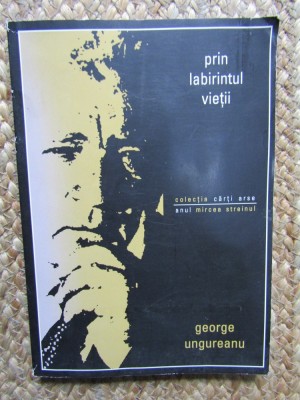 prin
labirintul
vieții
colecția cărți arse
anul mircea streinul
george
ungureanu